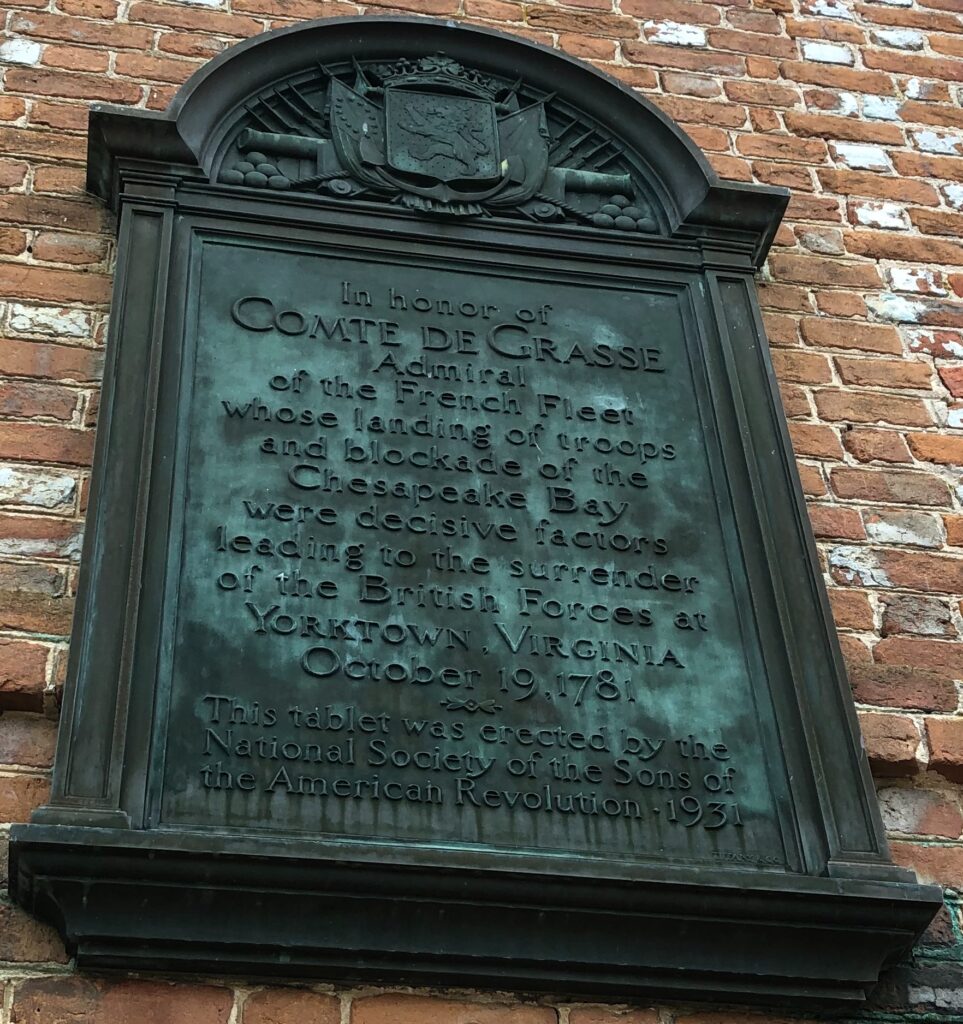 In honor of
COMTE DE GRASSE
Admiral
of the French Fleet
whose landing of troops
and blockade of the
Chesapeake Bay
were decisive factors
leading to the surrender
of the British Forces at
YORKTOWN, VIRGINIA
October 19, 1781
This tablet was erected by the
National Society of the Sons of
the American Revolution · 1931